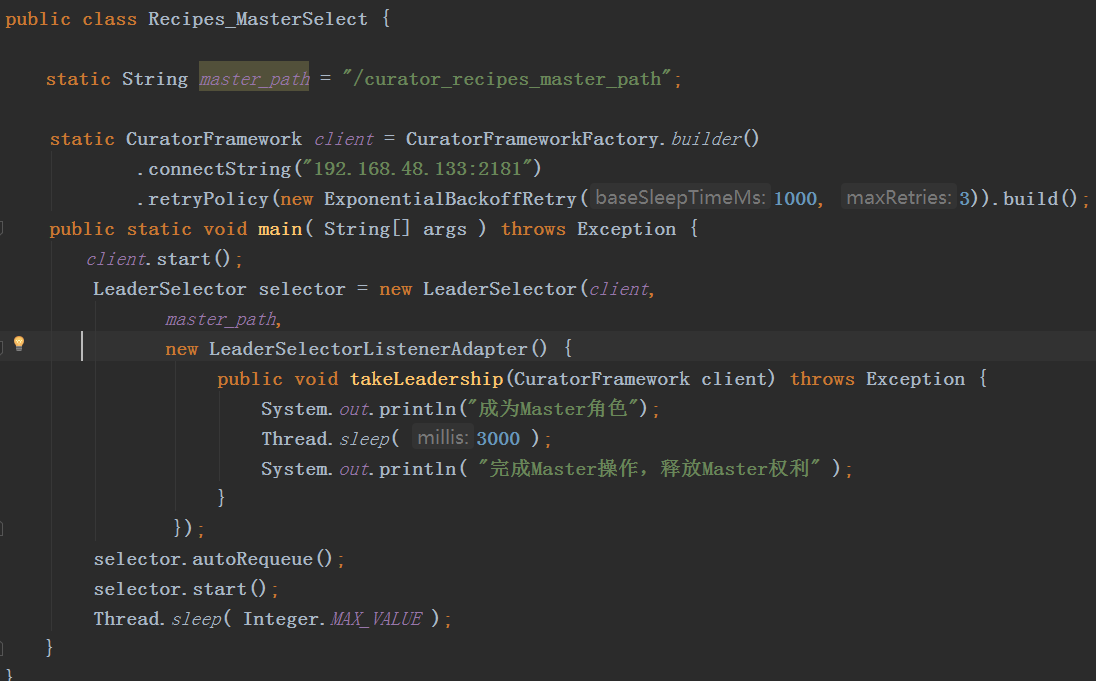 public class Recipes_MasterSelect {
static String master_path = "/curator_recipes_master_path";
static CuratorFramework client = CuratorFrameworkFactory.builder()
.connectString("192.168.48.133:2181")
.retryPolicy(new ExponentialBackoffRetry( baseSleepTimeMs: 1000, maxRetries: 3)).build();
public static void main( String[] args ) throws Exception {
client.start();
LeaderSelector selector = new LeaderSelector(client,
master_path,
new LeaderSelectorListenerAdapter() {
public void takeLeadership(CuratorFramework client) throws Exception {
System.out.println("成为Master角色");
Thread.sleep( millis: 3000 );
System.out.println( "完成Master操作，释放Master权利" );
}
});
selector.autoRequeue();
selector.start();
Thread.sleep( Integer.MAX_VALUE );
}
}